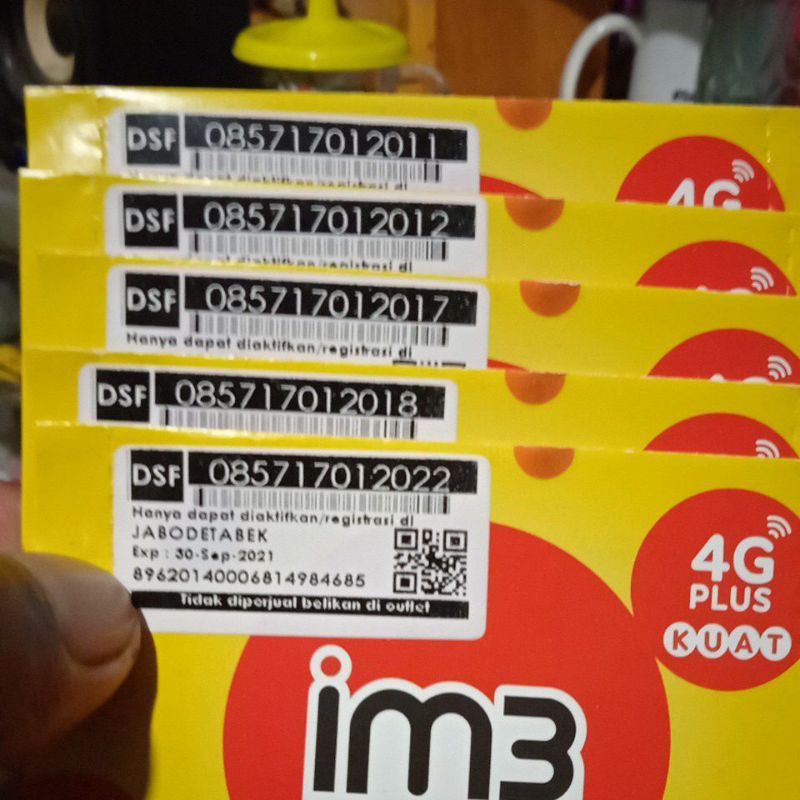 DSF 085717012011
4G
DSF 085717012012
DSF 085717012017
Hanya dapat diaktifkan/registrasi di
DSF 085717012018
DSF 085717012022
Hanya dapat diaktifkan/registrasi di
JABODETABEK
Exp : 30-Sep-2021
89620140006814984685
Tidak diperjual belikan di outlet
4G
PLUS
KUAT
im3